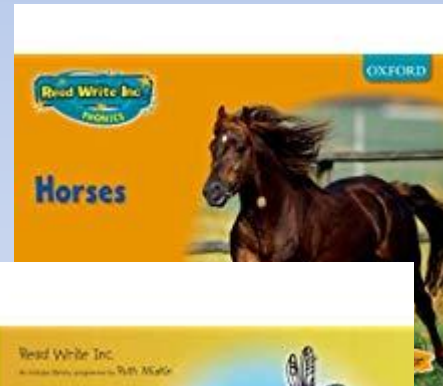 OXFORD
Read Write Inc.
PHONICS
Horses
Read Write Inc.
Ruth Miskin